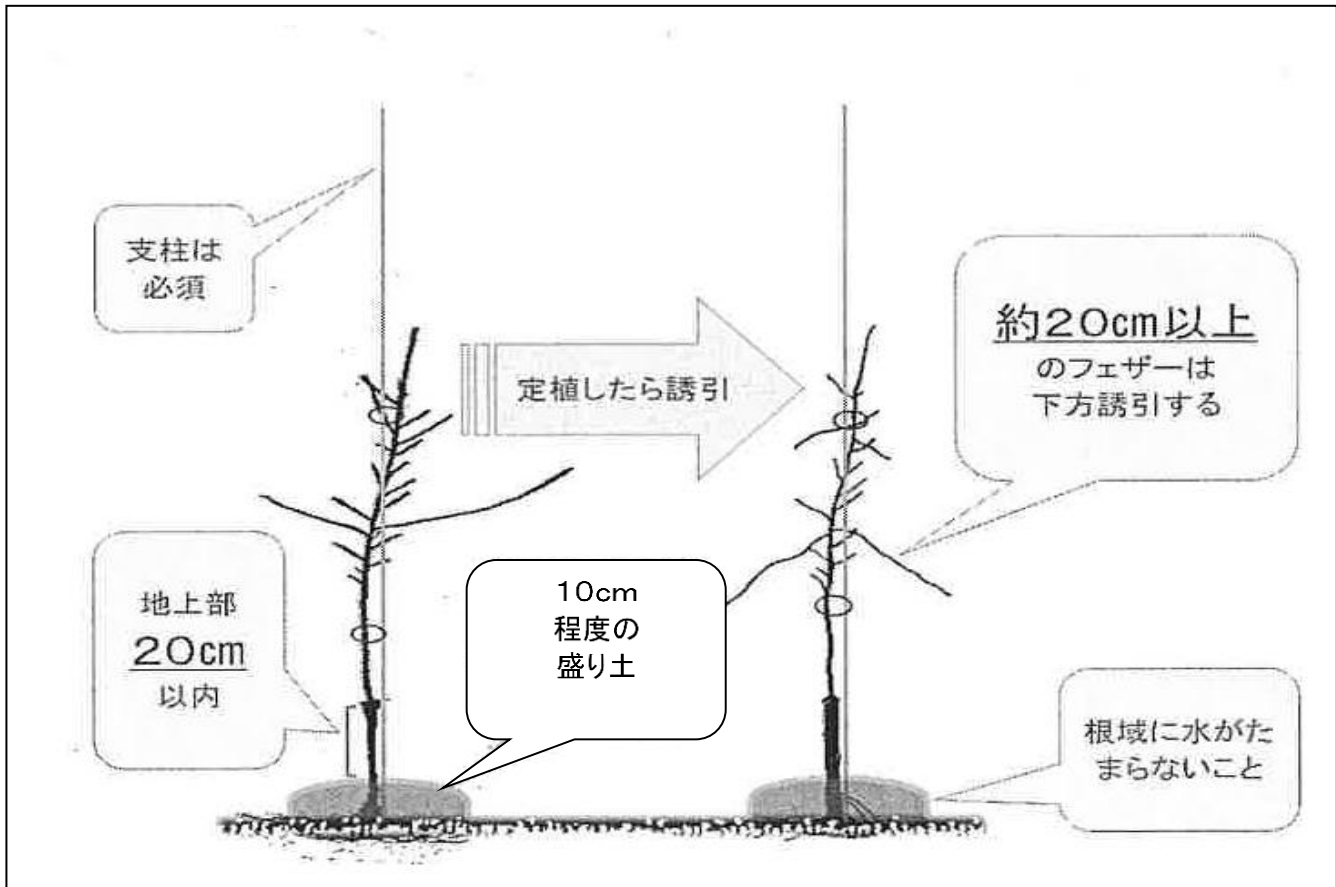 支柱は
必須
定植したら誘引
約20cm以上
のフェザーは
下方誘引する
地上部
20cm
以内
10cm
程度の
盛り土
根域に水がた
まらないこと